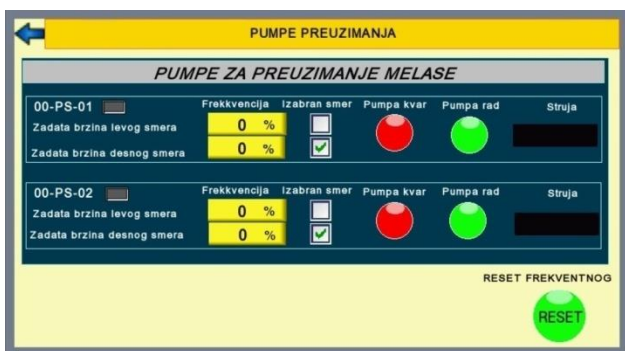 PUMPE PREUZIMANJA
PUMPE ZA PREUZIMANJE MELASE
00-PS-01 Frekkvencija Izabran smer Pumpa kvar Pumpa rad Struja
Zadata brzina levog smera 0 %
Zadata brzina desnog smera 0 %
00-PS-02 Frekkvencija Izabran smer Pumpa kvar Pumpa rad Struja
Zadata brzina levog smera 0 %
Zadata brzina desnog smera 0 %
RESET FREKVENTNOG
RESET